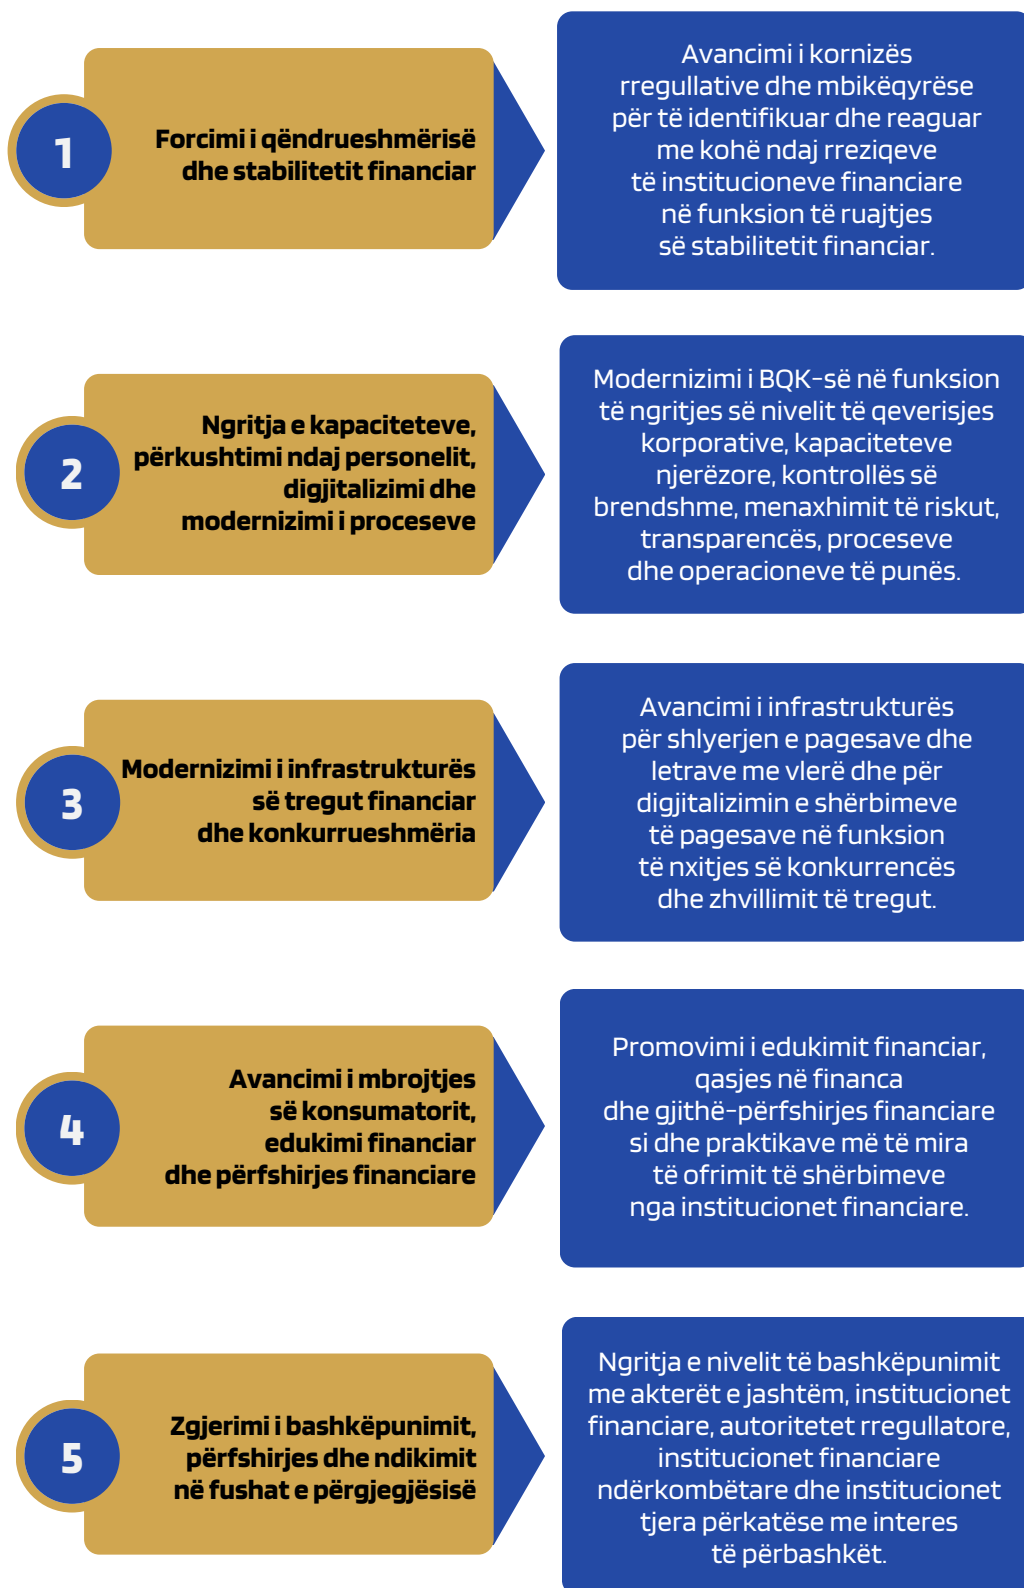 1
Forcimi i qëndrueshmërisë
dhe stabilitetit financiar
Avancimi i kornizës
rregullative dhe mbikëqyrëse
për të identifikuar dhe reaguar
me kohë ndaj rreziqeve
të institucioneve financiare
në funksion të ruajtjes
së stabilitetit financiar.
2
Ngritja e kapaciteteve,
përkushtimi ndaj personelit,
digjitalizimi dhe
modernizimi i proceseve
Modernizimi i BQK-së në funksion
të ngritjes së nivelit të qeverisjes
korporative, kapaciteteve
njerëzore, kontrollës së
brendshme, menaxhimit të riskut,
transparencës, proceseve
dhe operacioneve të punës.
3
Modernizimi i infrastrukturës
së tregut financiar
dhe konkurrueshmëria
Avancimi i infrastrukturës
për shlyerjen e pagesave dhe
letrave me vlerë dhe për
digjitalizimin e shërbimeve
të pagesave në funksion
të nxitjes së konkurrencës
dhe zhvillimit të tregut.
4
Avancimi i mbrojtjes
së konsumatorit,
edukimi financiar
dhe përfshirjes financiare
Promovimi i edukimit financiar,
qasjes në financa
dhe gjithë-përfshirjes financiare
si dhe praktikave më të mira
të ofrimit të shërbimeve
nga institucionet financiare.
5
Zgjerimi i bashkëpunimit,
përfshirjes dhe ndikimit
në fushat e përgjegjësisë
Ngritja e nivelit të bashkëpunimit
me akterët e jashtëm, institucionet
financiare, autoritetet rregullatore,
institucionet financiare
ndërkombëtare dhe institucionet
tjera përkatëse me interes
të përbashkët.